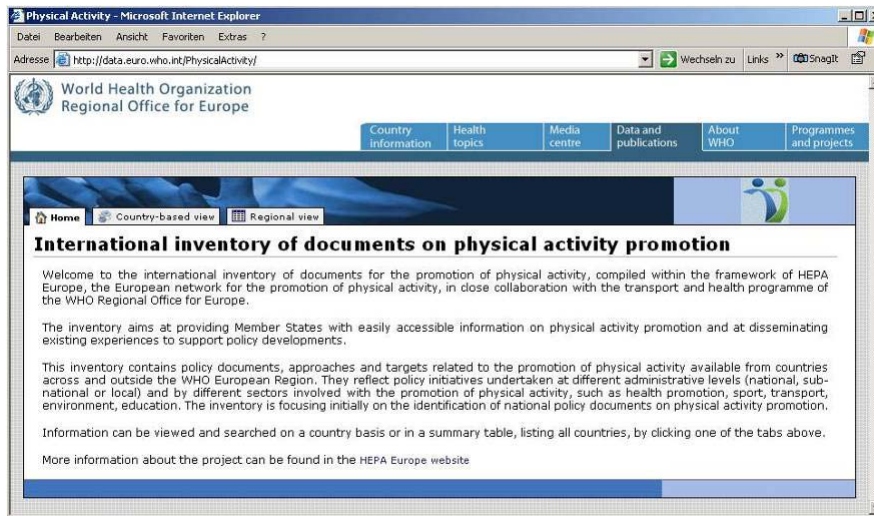 Physical Activity - Microsoft Internet Explorer
Datei Bearbeiten Ansicht Favoriten Extras ?
Adresse http://data.euro.who.int/PhysicalActivity/ Wechseln zu Links » SnagIt
World Health Organization
Regional Office for Europe
Country information
Health topics
Media centre
Data and publications
About WHO
Programmes and projects
Home Country-based view Regional view
International inventory of documents on physical activity promotion
Welcome to the international inventory of documents for the promotion of physical activity, compiled within the framework of HEPA
Europe, the European network for the promotion of physical activity, in close collaboration with the transport and health programme of
the WHO Regional Office for Europe.
The inventory aims at providing Member States with easily accessible information on physical activity promotion and at disseminating
existing experiences to support policy developments.
This inventory contains policy documents, approaches and targets related to the promotion of physical activity available from countries
across and outside the WHO European Region. They reflect policy initiatives undertaken at different administrative levels (national, sub-
national or local) and by different sectors involved with the promotion of physical activity, such as health promotion, sport, transport,
environment, education. The inventory is focusing initially on the identification of national policy documents on physical activity promotion.
Information can be viewed and searched on a country basis or in a summary table, listing all countries, by clicking one of the tabs above.
More information about the project can be found in the HEPA Europe website